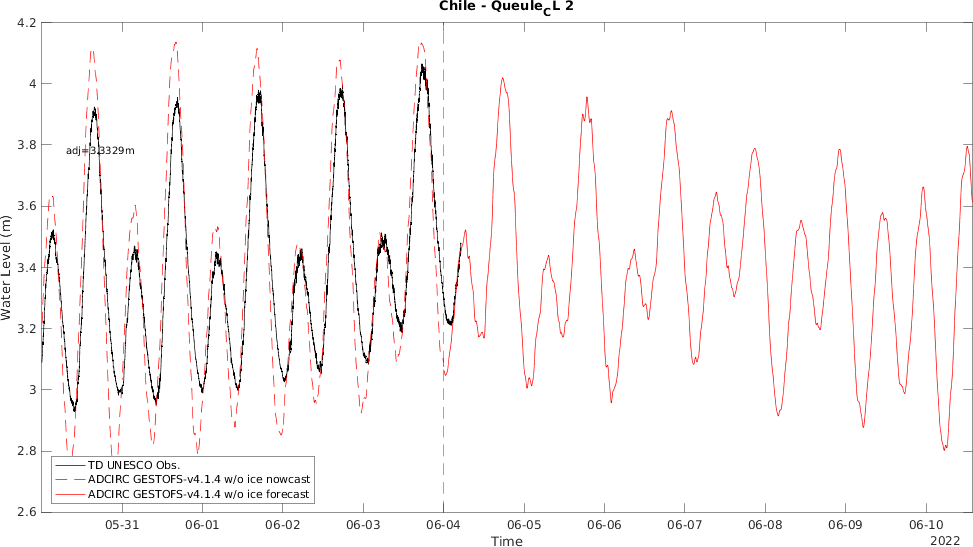 Chile - Queule_CL 2
4.2
4
3.8
3.6
3.4
3.2
3
2.8
2.6
Water Level (m)
adj=3.3329m
TD UNESCO Obs.
ADCIRC GESTOFS-v4.1.4 w/o ice nowcast
ADCIRC GESTOFS-v4.1.4 w/o ice forecast
05-31 06-01 06-02 06-03 06-04 06-05 06-06 06-07 06-08 06-09 06-10
Time
2022